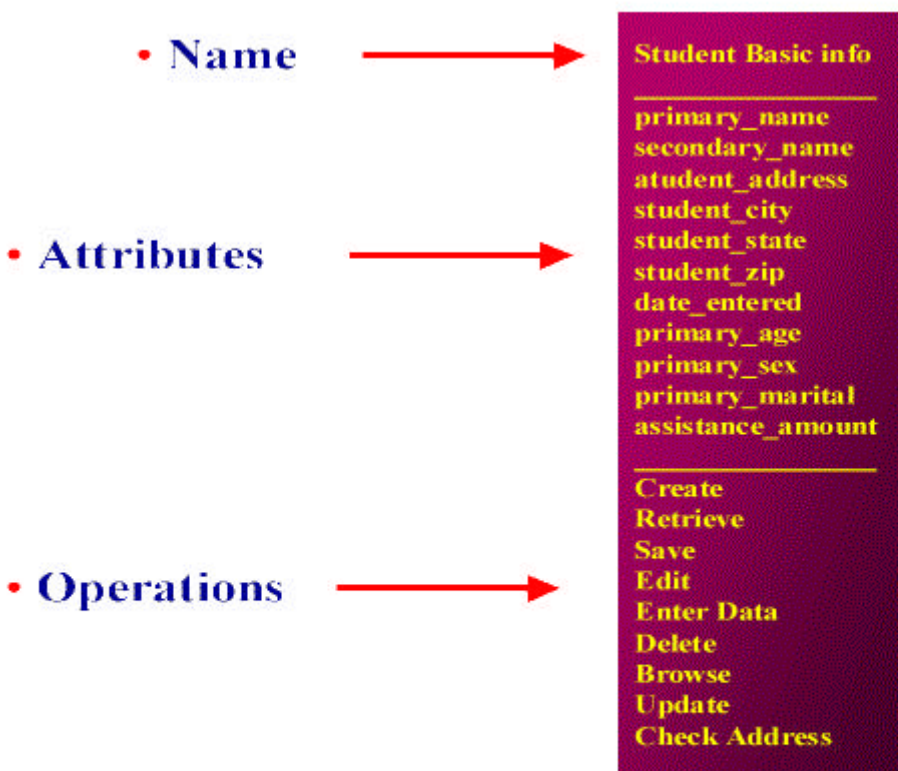 • Name
Student Basic info
primary_name
secondary_name
atudent_address
student_city
• Attributes
student_state
student_zip
date_entered
primary_age
primary_sex
primary_marital
assistance_amount
Create
Retrieve
Save
• Operations
Edit
Enter Data
Delete
Browse
Update
Check Address